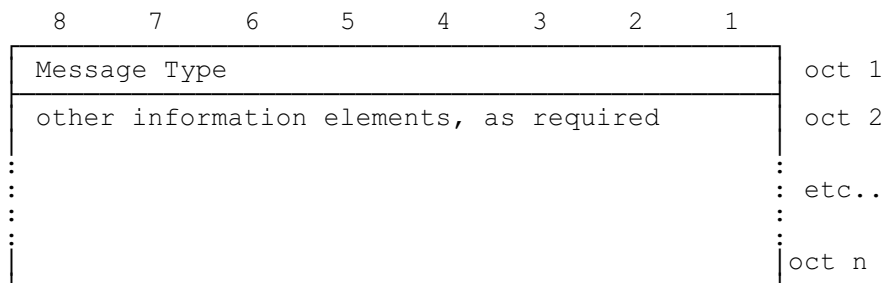 8 7 6 5 4 3 2 1
Message Type oct 1
other information elements, as required oct 2
etc..
oct n